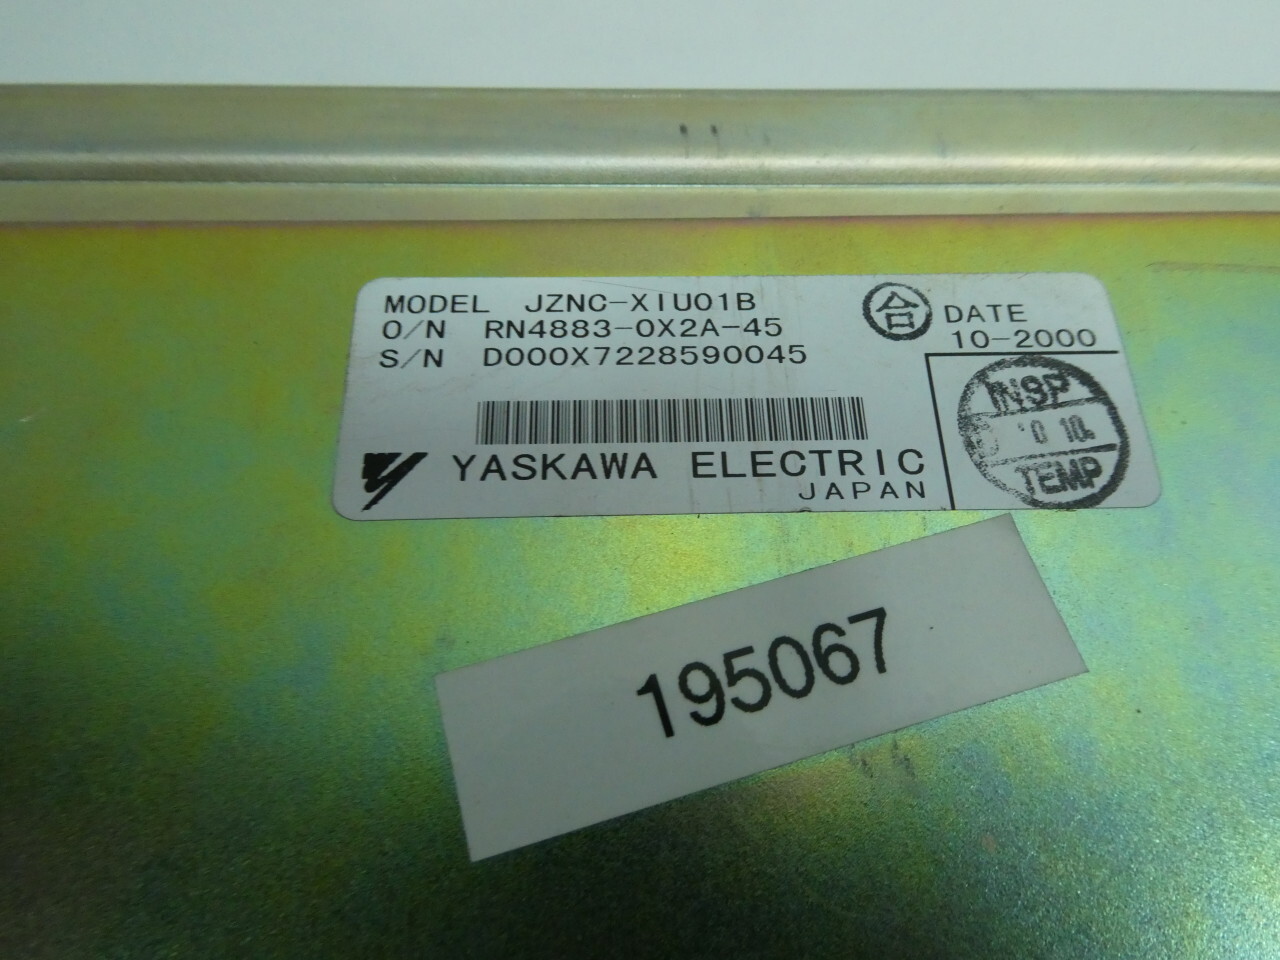 MODEL JZNC-XIU01B
O/N RN4883-0X2A-45
S/N D000X7228590045
合
DATE
10-2000
INSP
0 10.
TEMP
YASKAWA ELECTRIC
JAPAN
195067